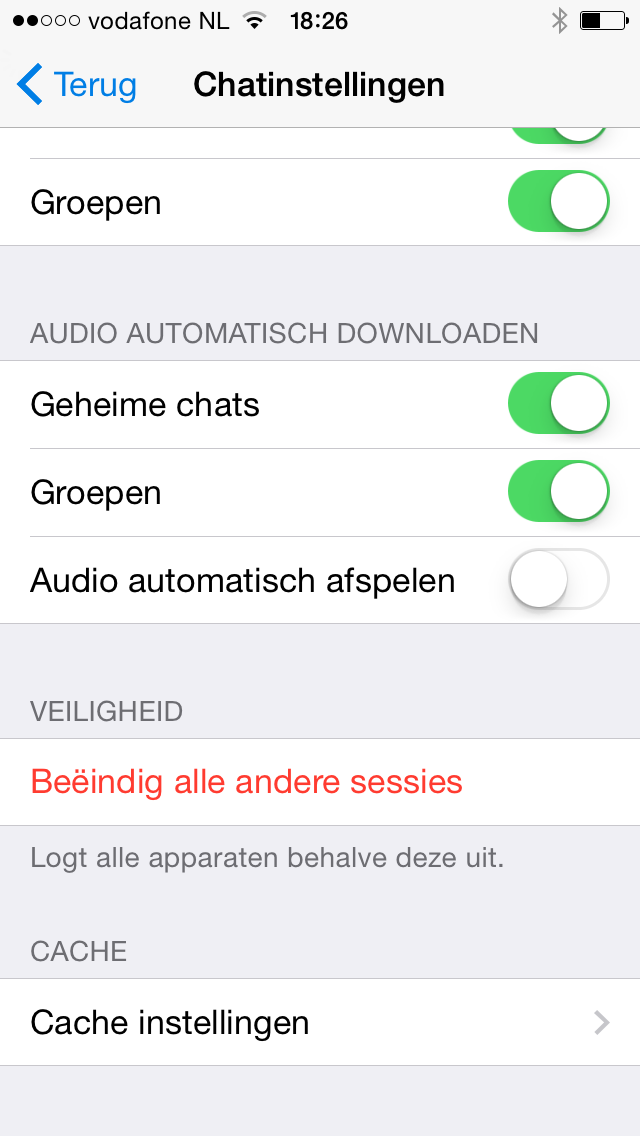 vodafone NL 18:26
Terug Chatinstellingen
Groepen
AUDIO AUTOMATISCH DOWNLOADEN
Geheime chats
Groepen
Audio automatisch afspelen
VEILIGHEID
Beëindig alle andere sessies
Logt alle apparaten behalve deze uit.
CACHE
Cache instellingen